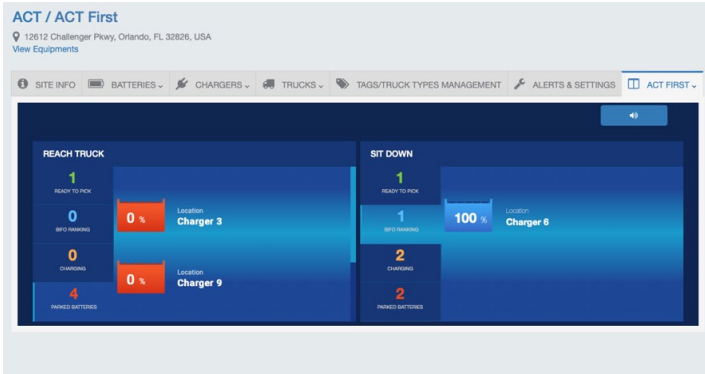 ACT / ACT First
12612 Challenger Pkwy, Orlando, FL 32826, USA
View Equipments
SITE INFO BATTERIES CHARGERS TRUCKS TAGS/TRUCK TYPES MANAGEMENT ALERTS & SETTINGS ACT FIRST
REACH TRUCK
1
READY TO PICK
0
BIFO RANKING
0
CHARGING
4
PARKED BATTERIES
0 %
Location
Charger 3
0 %
Location
Charger 9
SIT DOWN
1
READY TO PICK
1
BIFO RANKING
2
CHARGING
2
PARKED BATTERIES
100 %
Location
Charger 6